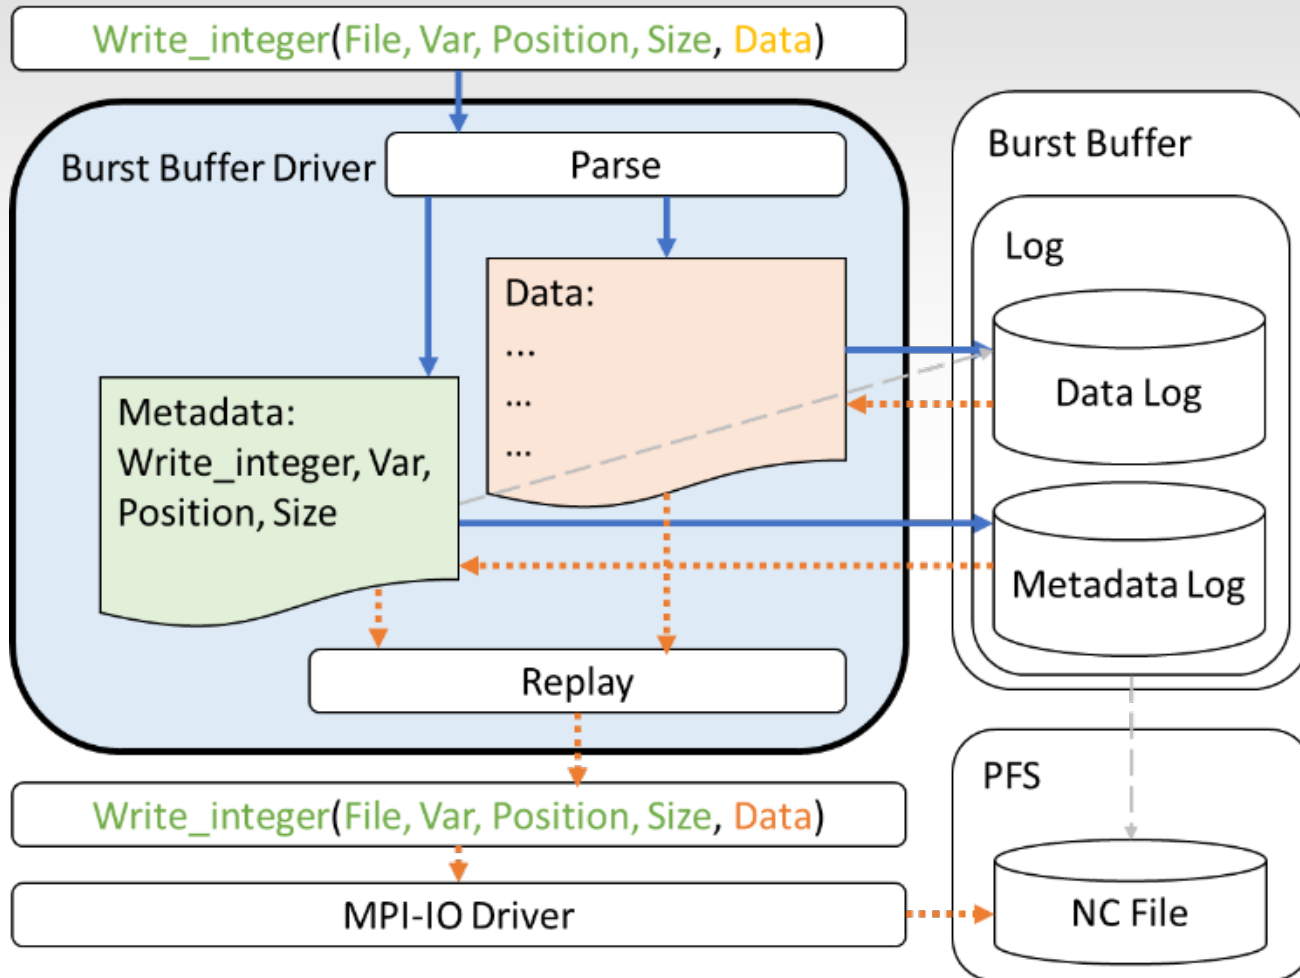 Write_integer(File, Var, Position, Size, Data)
Burst Buffer Driver
Parse
Burst Buffer
Log
Data:
...
...
...
Data Log
Metadata:
Write_integer, Var,
Position, Size
Metadata Log
Replay
PFS
Write_integer(File, Var, Position, Size, Data)
MPI-IO Driver
NC File